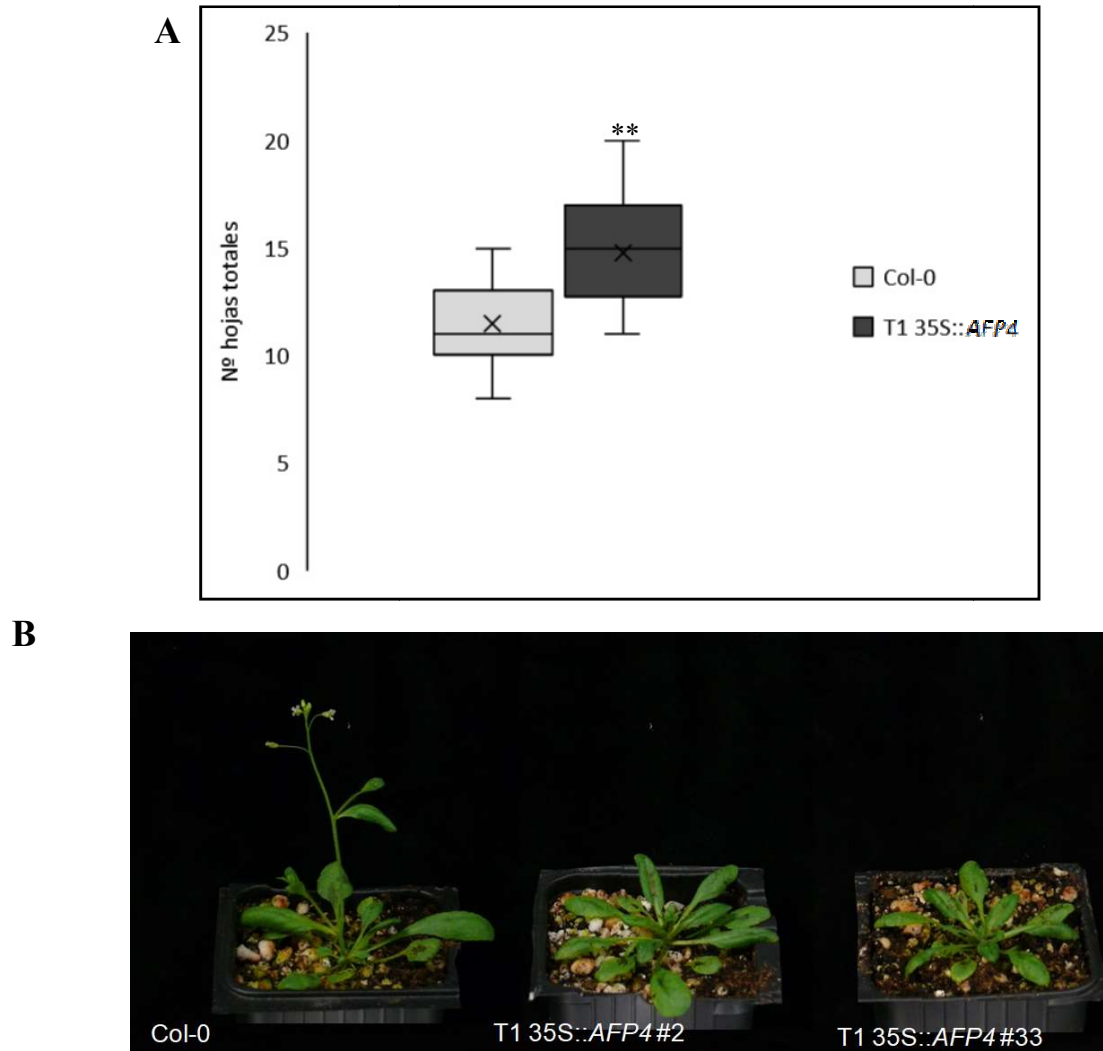 A
25
20
15
10
5
0
Nº hojas totales
**
Col-0
T1 35S::AFP4
B
Col-0
T1 35S::AFP4#2
T1 35S::AFP4#33